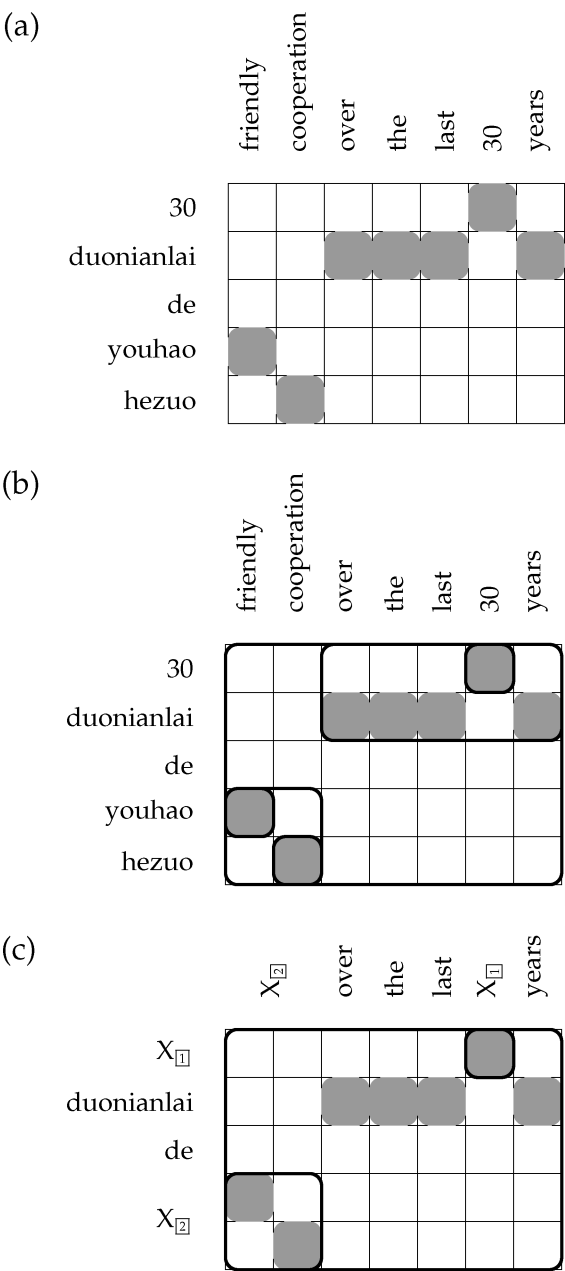 (a)
friendly cooperation over the last 30 years
30
duonianlai
de
youhao
hezuo
(b)
friendly cooperation over the last 30 years
30
duonianlai
de
youhao
hezuo
(c)
X2 over the last X1 years
X1
duonianlai
de
X2